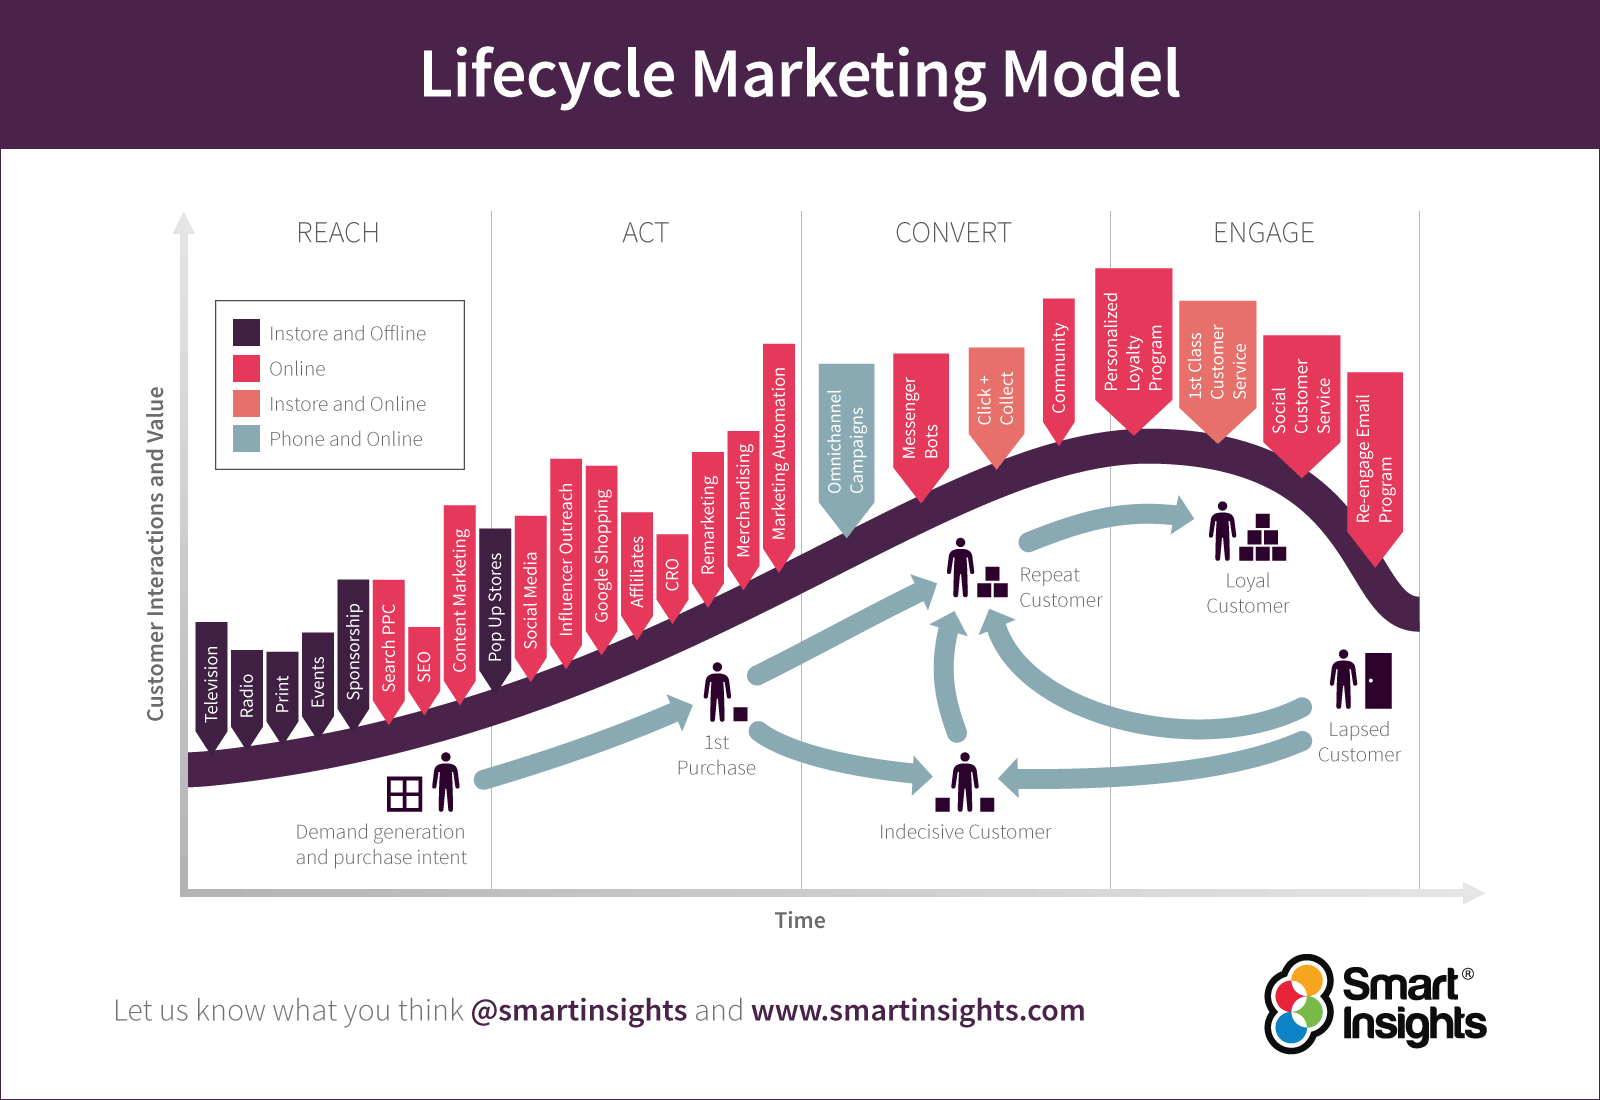 Lifecycle Marketing Model
REACH
ACT
CONVERT
ENGAGE
Instore and Offline
Online
Instore and Online
Phone and Online
Customer Interactions and Value
Television
Radio
Print
Events
Sponsorship
Search PPC
SEO
Content Marketing
Pop Up Stores
Social Media
Influencer Outreach
Google Shopping
Affliliates
CRO
Remarketing
Merchandising
Marketing Automation
Omnichannel
Campaigns
Messenger
Bots
Click +
Collect
Community
Personalized
Loyalty
Program
1st Class
Customer
Service
Social
Customer
Service
Re-engage Email
Program
Demand generation
and purchase intent
1st
Purchase
Repeat
Customer
Indecisive Customer
Loyal
Customer
Lapsed
Customer
Time
Let us know what you think @smartinsights and www.smartinsights.com
Smart®
Insights